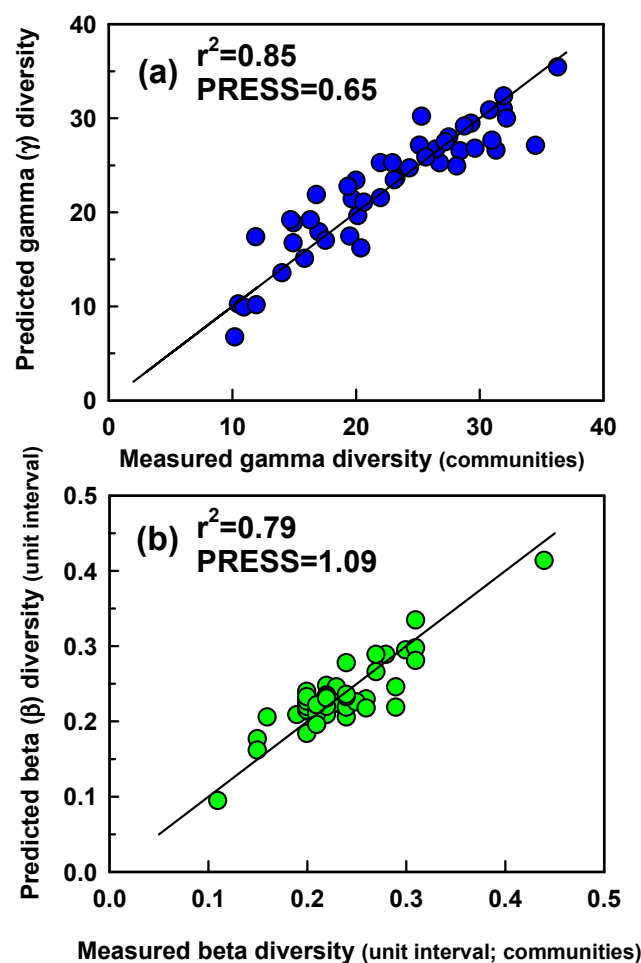 40
30
20
10
0
Predicted gamma (γ) diversity
(a)
r²=0.85
PRESS=0.65
0 10 20 30 40
Measured gamma diversity (communities)
0.5
0.4
0.3
0.2
0.1
0.0
Predicted beta (β) diversity (unit interval)
(b)
r²=0.79
PRESS=1.09
0.0 0.1 0.2 0.3 0.4 0.5
Measured beta diversity (unit interval; communities)